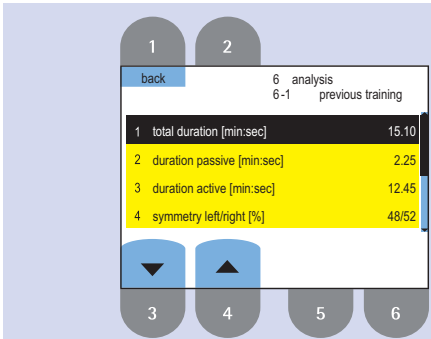 1 2
back
6 analysis
6-1 previous training
1 total duration [min:sec] 15.10
2 duration passive [min:sec] 2.25
3 duration active [min:sec] 12.45
4 symmetry left/right [%] 48/52
3 4 5 6